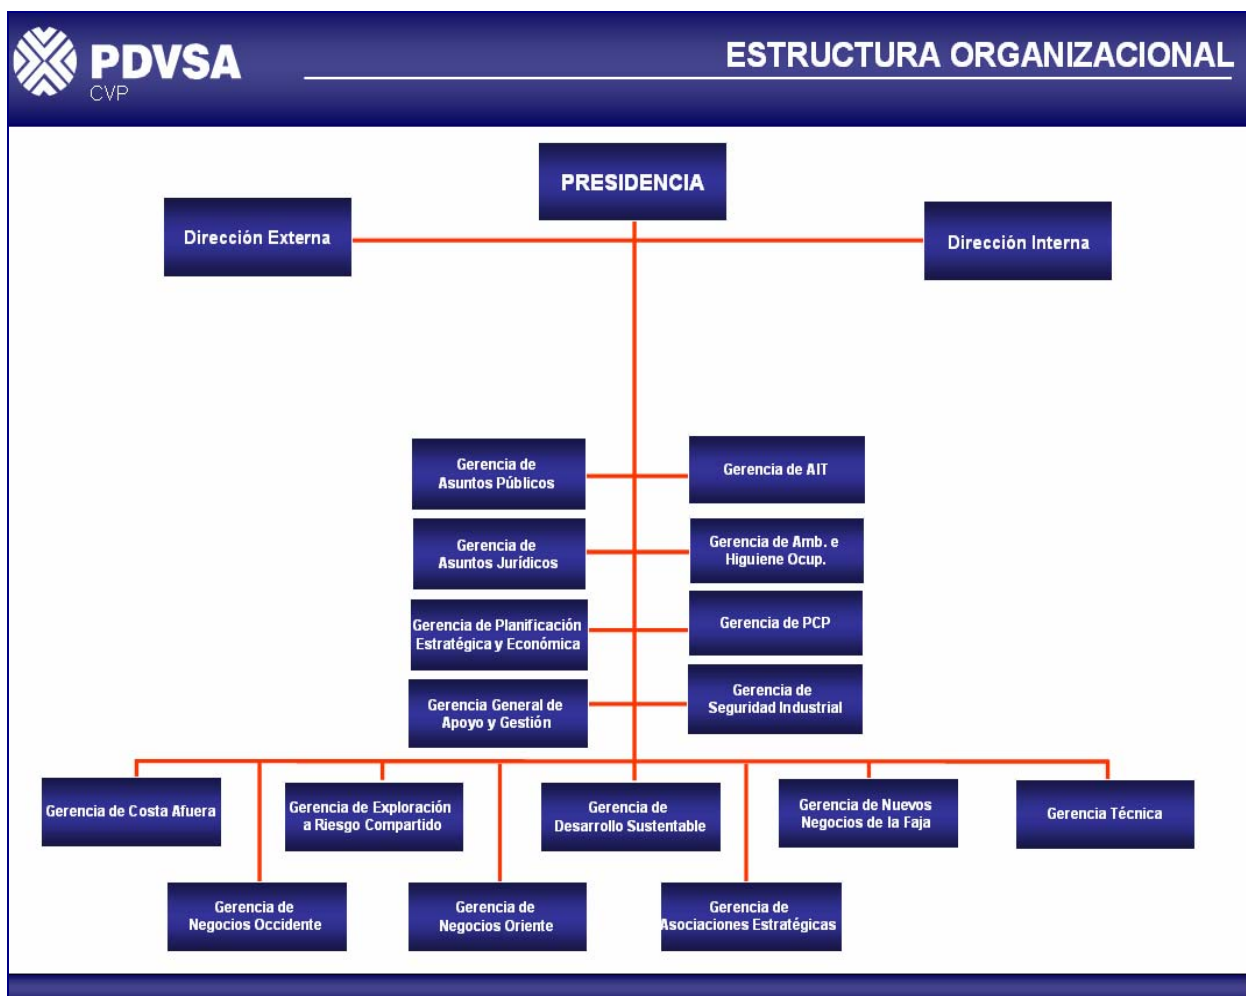 PDVSA
CVP
ESTRUCTURA ORGANIZACIONAL
PRESIDENCIA
Dirección Externa
Dirección Interna
Gerencia de
Asuntos Públicos
Gerencia de AIT
Gerencia de
Asuntos Jurídicos
Gerencia de Amb. e
Higuiene Ocup.
Gerencia de Planificación
Estratégica y Económica
Gerencia de PCP
Gerencia General de
Apoyo y Gestión
Gerencia de
Seguridad Industrial
Gerencia de Costa Afuera
Gerencia de Exploración
a Riesgo Compartido
Gerencia de
Desarrollo Sustentable
Gerencia de Nuevos
Negocios de la Faja
Gerencia Técnica
Gerencia de
Negocios Occidente
Gerencia de
Negocios Oriente
Gerencia de
Asociaciones Estratégicas